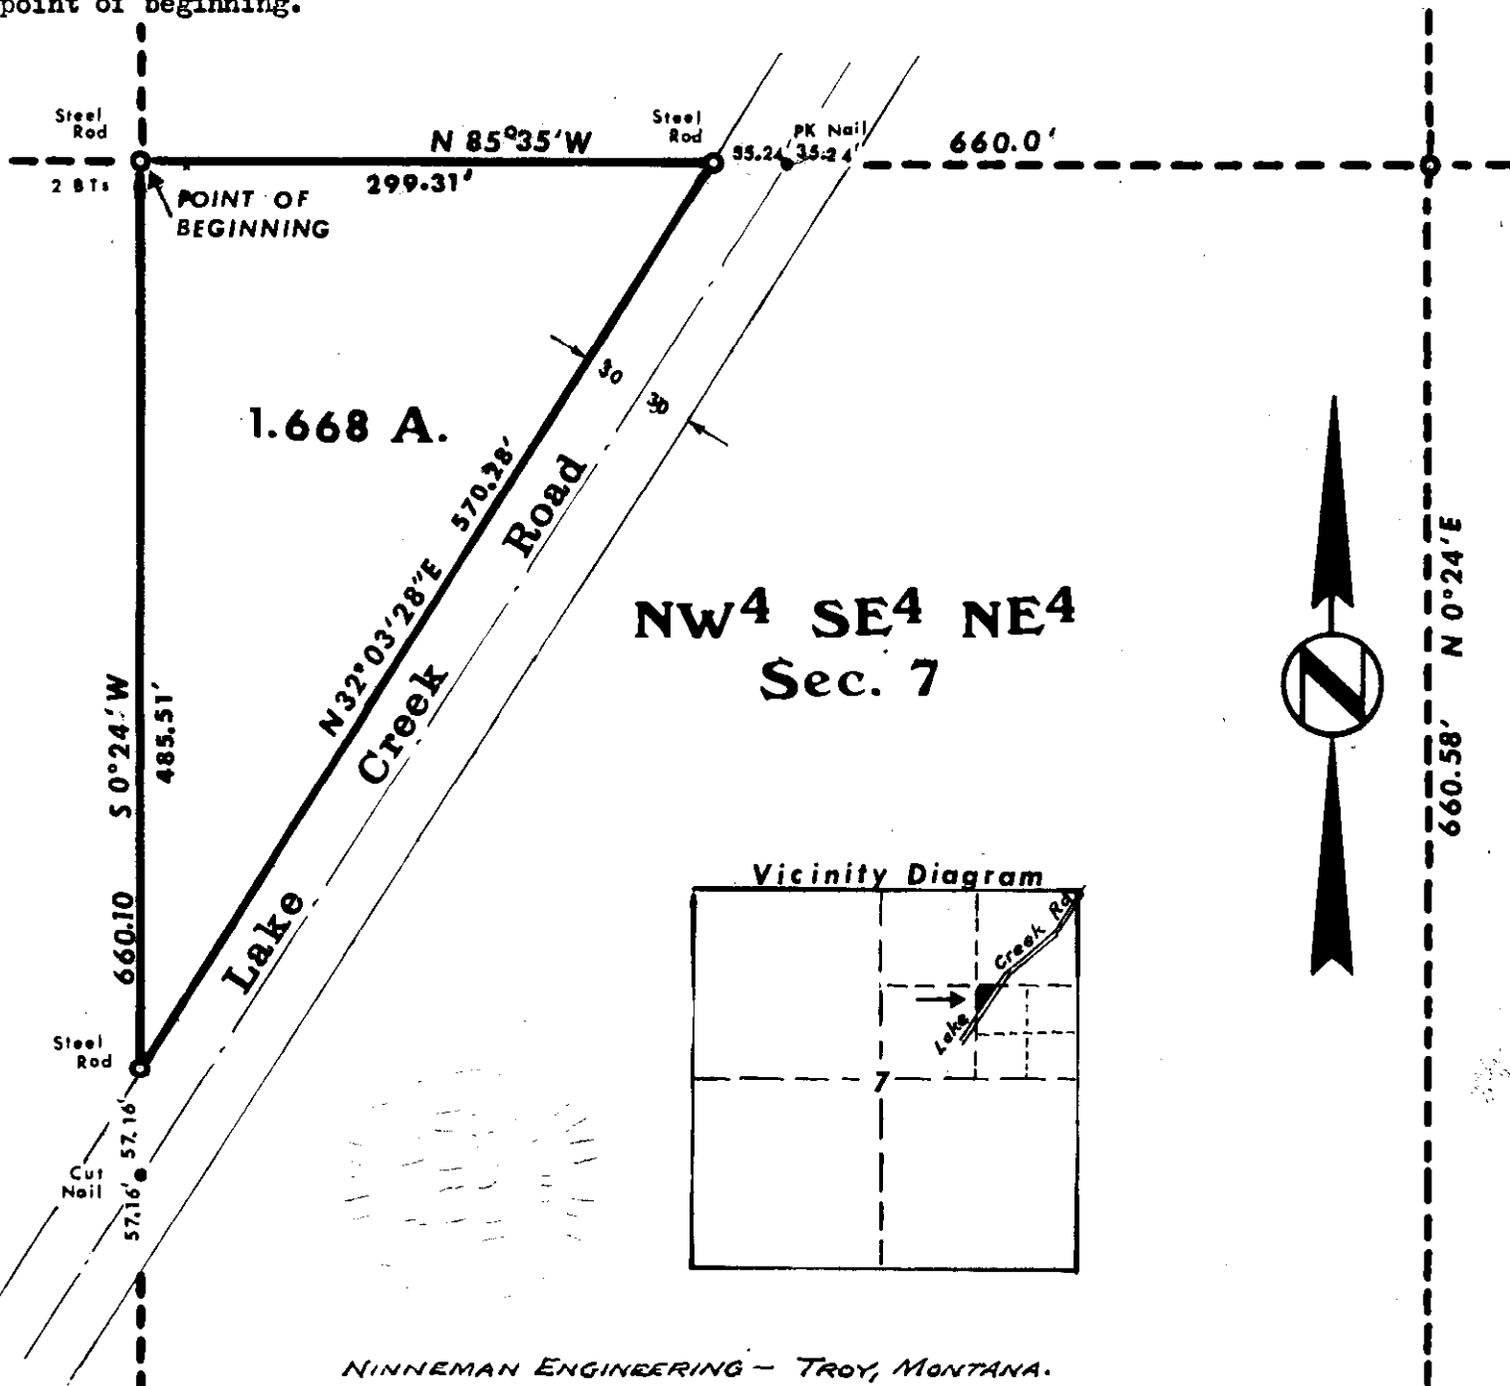 point of beginning.
Steel
Rod
N 85°35'W
Steel
Rod
PK Nail
35.24' 35.24'
660.0'
2 BTs
299.31'
POINT OF
BEGINNING
30
30
1.668 A.
570.28'
N 32°03'28"E
Lake Creek Road
NW4 SE4 NE4
Sec. 7
N
N 0°24'E
660.58'
S 0°24'W
485.51'
660.10
Vicinity Diagram
Lake Creek Rd
7
Steel
Rod
57.16'
Cut
Nail
57.16'
NINNEMAN ENGINEERING – TROY, MONTANA.